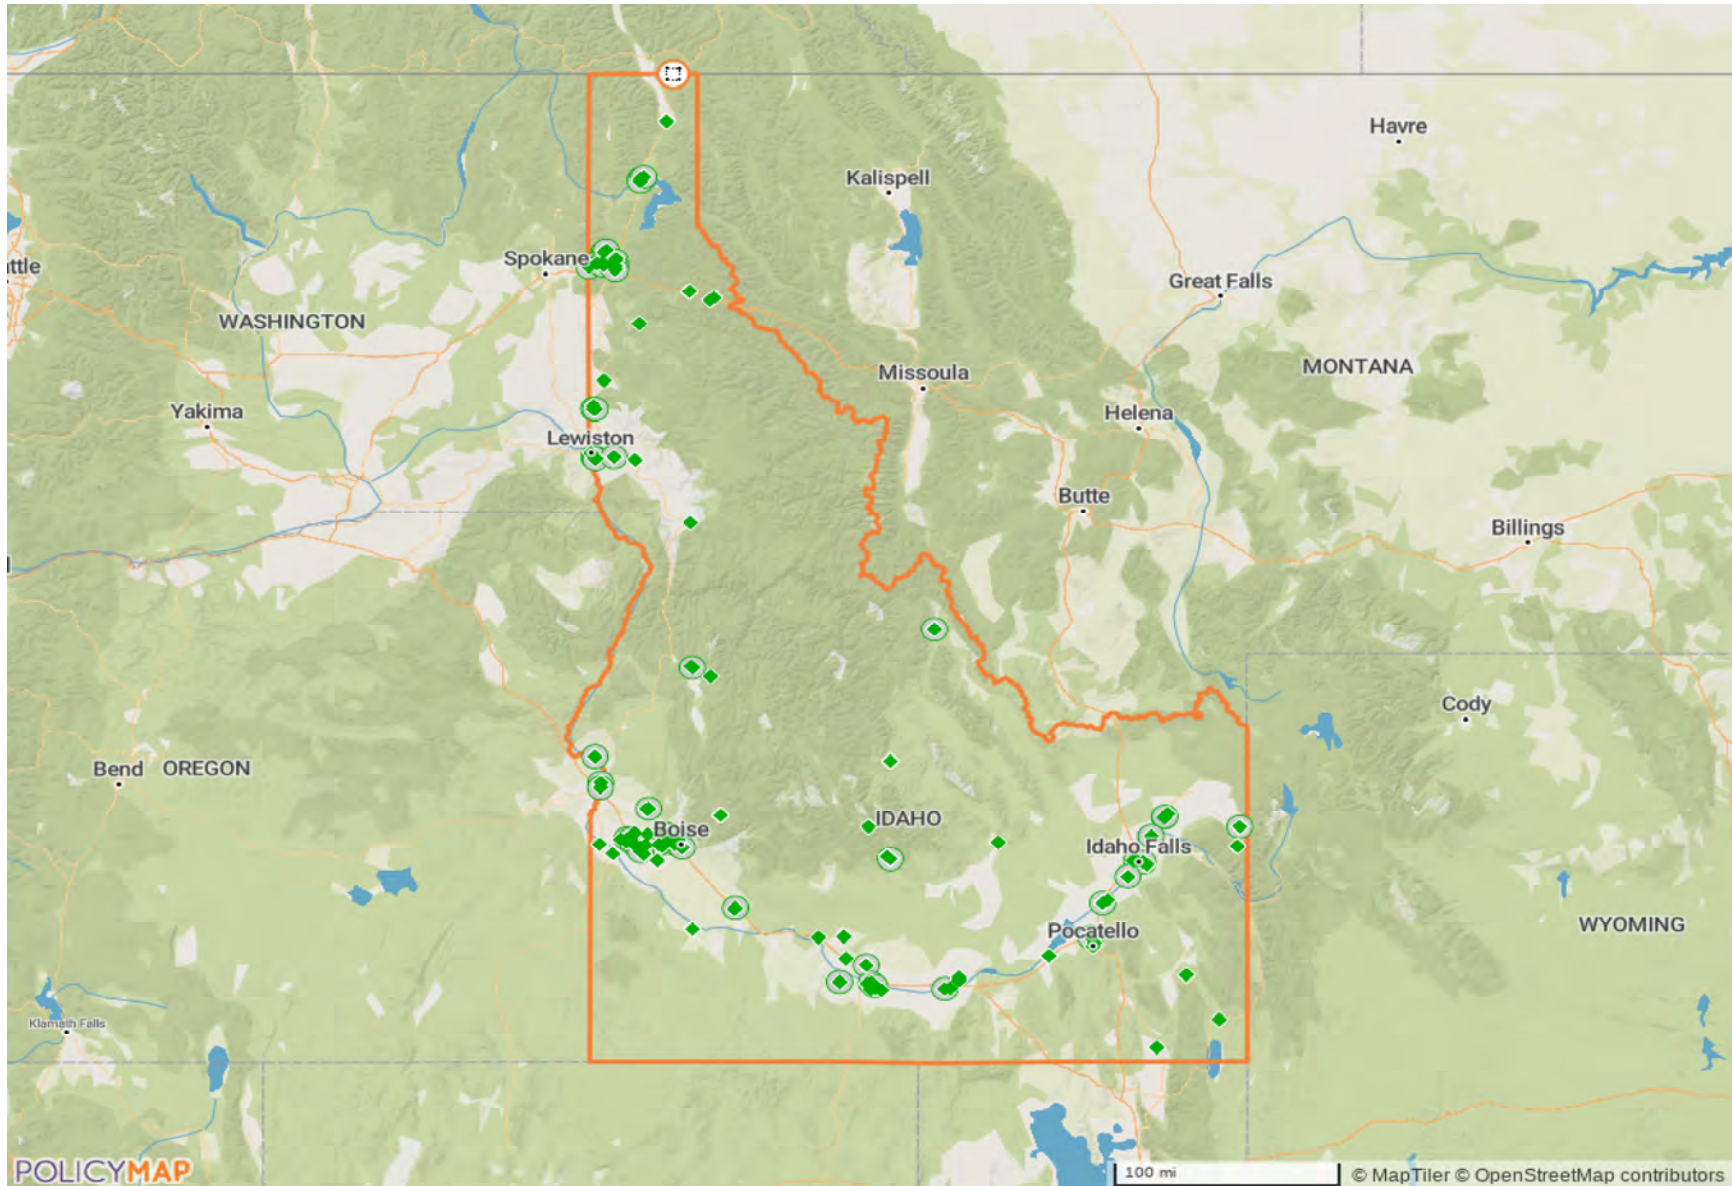 Havre
Kalispell
attle
Spokane
Great Falls
WASHINGTON
MONTANA
Missoula
Yakima
Helena
Lewiston
Butte
Billings
Cody
Bend
OREGON
IDAHO
Boise
Idaho Falls
WYOMING
Pocatello
Klamath Falls
POLICYMAP
100 mi
© MapTiler © OpenStreetMap contributors